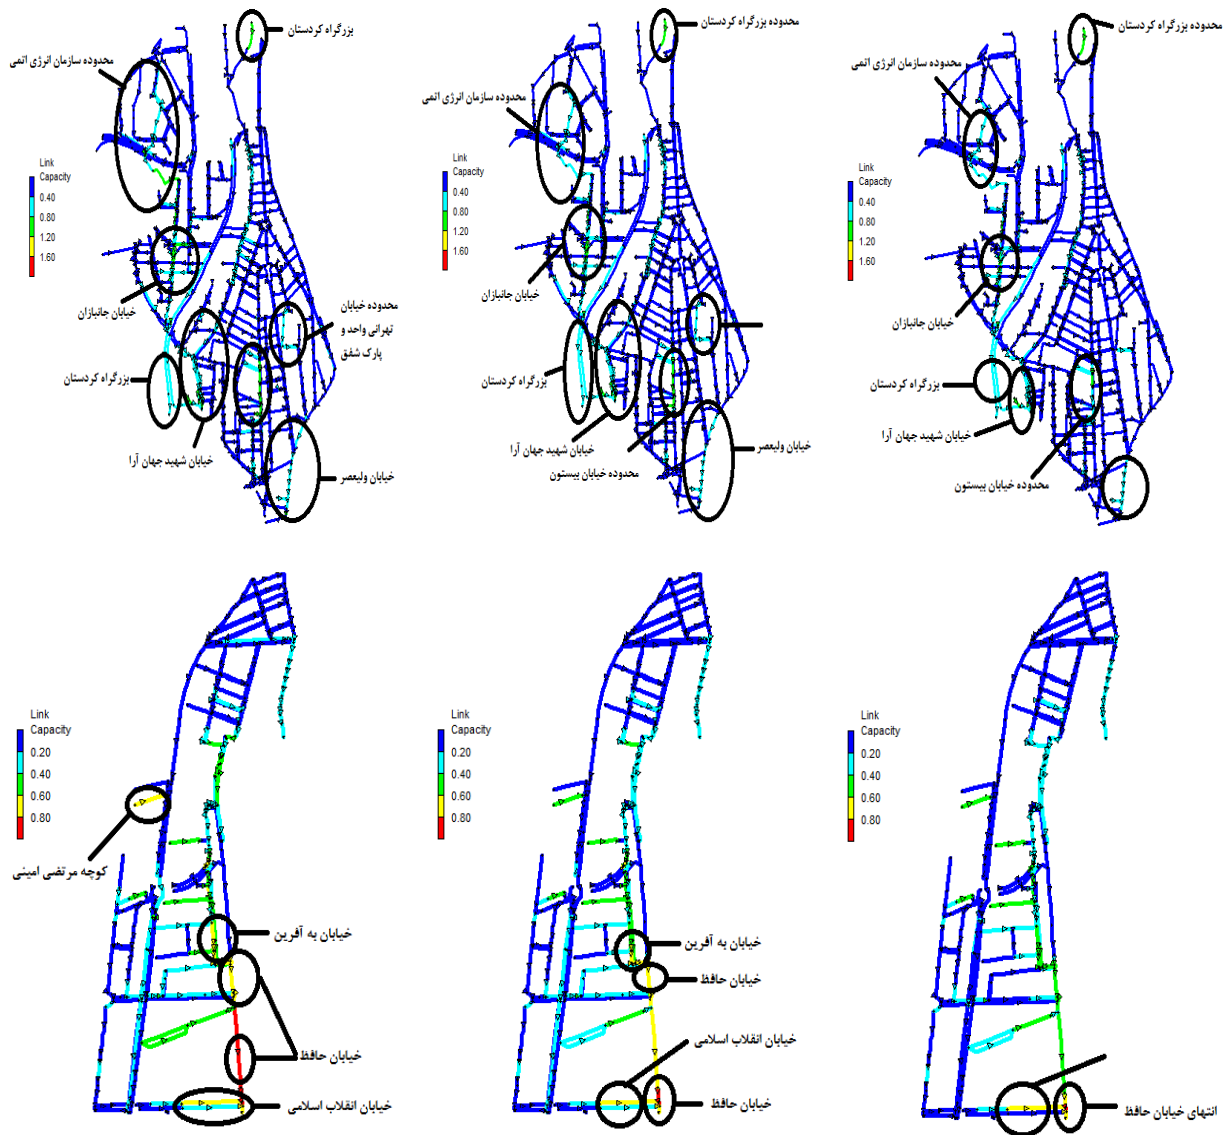 بزرگراه کردستان
محدوده سازمان انرژی اتمی
Link
Capacity
0.40
0.80
1.20
1.60
خیابان جانبازان
محدوده خیابان
تهرانی واحد و
پارک شفق
بزرگراه کردستان
خیابان شهید جهان آرا
خیابان ولیعصر
محدوده بزرگراه کردستان
محدوده سازمان انرژی اتمی
Link
Capacity
0.40
0.80
1.20
1.60
خیابان جانبازان
بزرگراه کردستان
خیابان شهید جهان آرا
خیابان ولیعصر
محدوده خیابان بیستون
محدوده بزرگراه کردستان
محدوده سازمان انرژی اتمی
Link
Capacity
0.40
0.80
1.20
1.60
خیابان جانبازان
بزرگراه کردستان
خیابان شهید جهان آرا
محدوده خیابان بیستون
Link
Capacity
0.20
0.40
0.60
0.80
کوچه مرتضی امینی
خیابان به آفرین
خیابان حافظ
خیابان انقلاب اسلامی
Link
Capacity
0.20
0.40
0.60
0.80
خیابان به آفرین
خیابان حافظ
خیابان انقلاب اسلامی
خیابان حافظ
Link
Capacity
0.20
0.40
0.60
0.80
انتهای خیابان حافظ